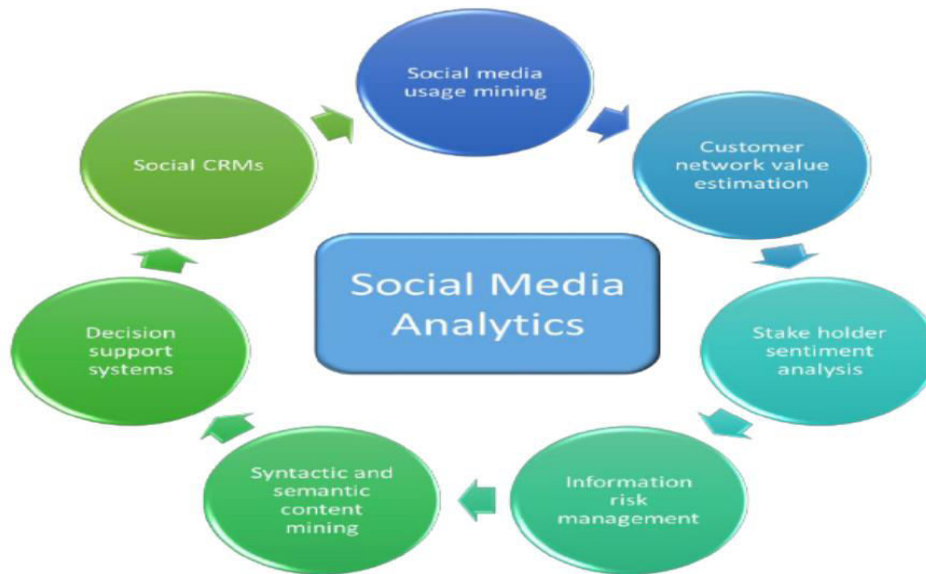 Social media
usage mining
Customer
network value
estimation
Stake holder
sentiment
analysis
Information
risk
management
Syntactic and
semantic
content
mining
Decision
support
systems
Social CRMs
Social Media
Analytics